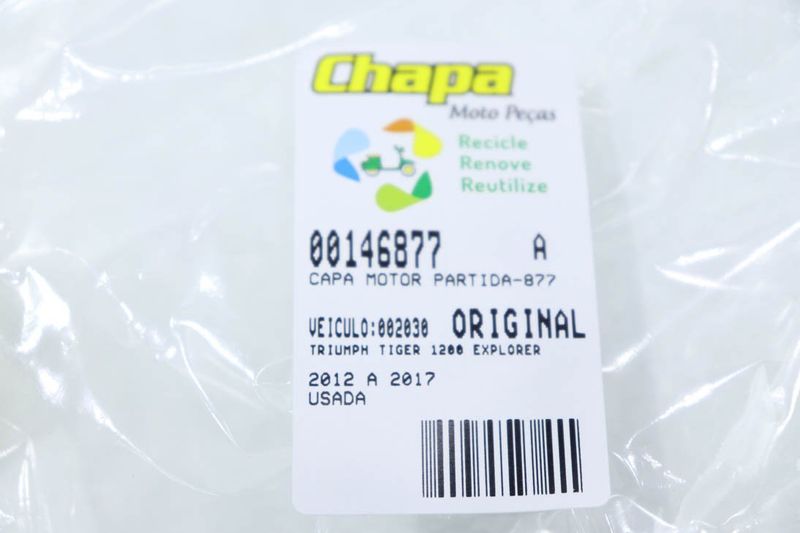 Chapa
Moto Peças
Recicle
Renove
Reutilize
00146877 A
CAPA MOTOR PARTIDA-877
VEICULO:002030 ORIGINAL
TRIUMPH TIGER 1200 EXPLORER
2012 A 2017
USADA